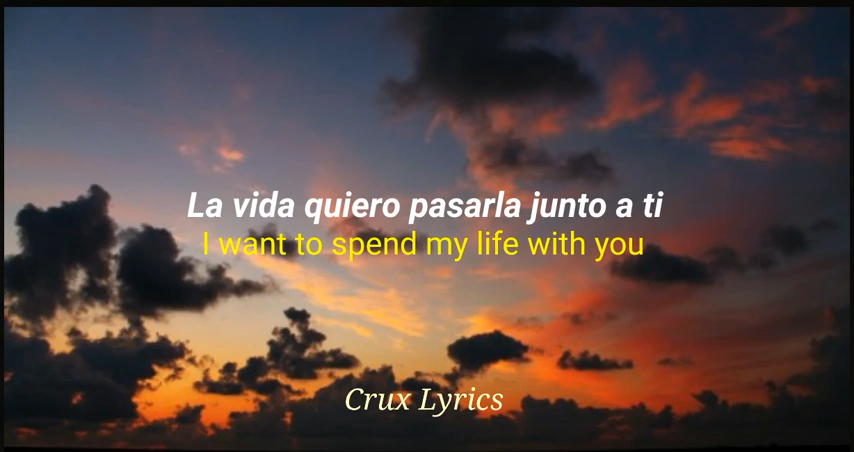 La vida quiero pasarla junto a ti
I want to spend my life with you
Crux Lyrics